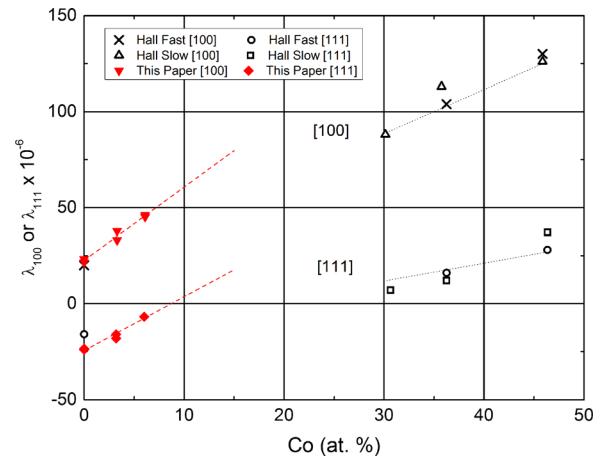 150
Hall Fast [100] Hall Fast [111]
Hall Slow [100] Hall Slow [111]
This Paper [100] This Paper [111]
100
[100]
50
[111]
0
-50
0 10 20 30 40 50
Co (at. %)
λ100 or λ111 x 10-6